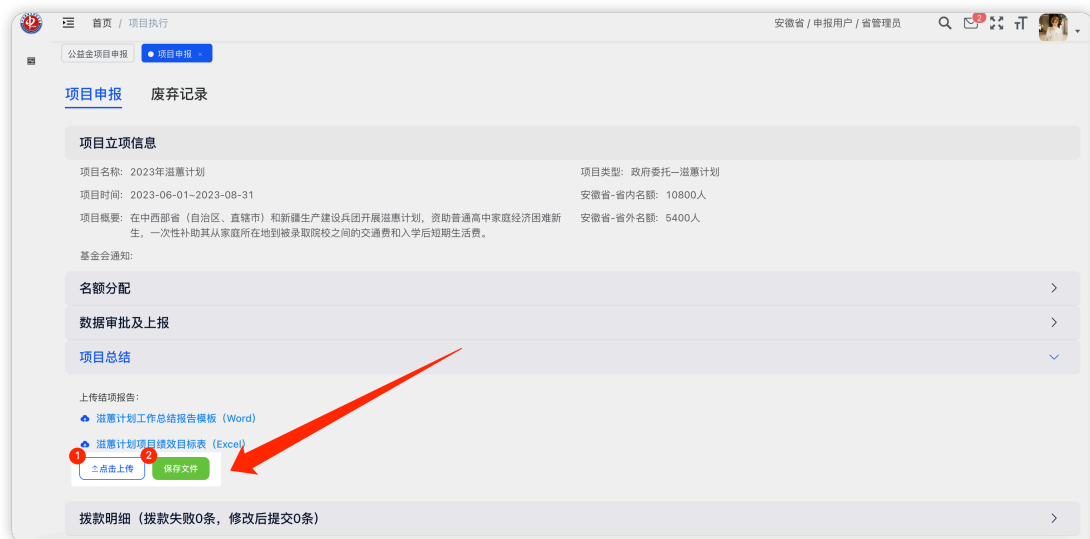 首页 / 项目执行
安徽省 / 申报用户 / 省管理员
2
公益金项目申报
项目申报 ×
项目申报
废弃记录
项目立项信息
项目名称: 2023年滋蕙计划
项目类型: 政府委托—滋蕙计划
项目时间: 2023-06-01~2023-08-31
安徽省-省内名额: 10800人
项目概要: 在中西部省（自治区、直辖市）和新疆生产建设兵团开展滋惠计划，资助普通高中家庭经济困难新
生，一次性补助其从家庭所在地到被录取院校之间的交通费和入学后短期生活费。
安徽省-省外名额: 5400人
基金会通知:
名额分配
数据审批及上报
项目总结
上传结项报告:
滋蕙计划工作总结报告模板（Word）
滋蕙计划项目绩效目标表（Excel）
1
2
点击上传
保存文件
拨款明细（拨款失败0条，修改后提交0条）